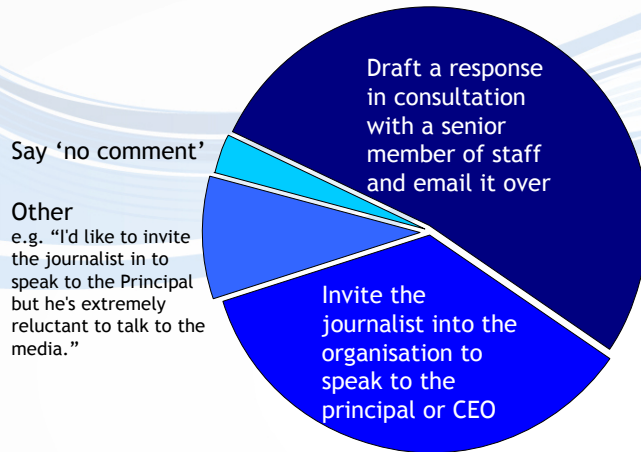 Draft a response
in consultation
with a senior
member of staff
and email it over
Say ‘no comment’
Other
e.g. “I'd like to invite
the journalist in to
speak to the Principal
but he's extremely
reluctant to talk to the
media.”
Invite the
journalist into the
organisation to
speak to the
principal or CEO